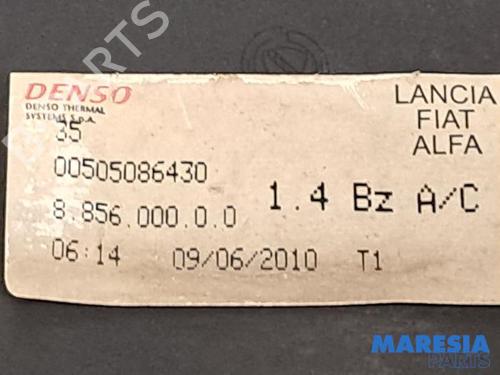 DENSO
DENSO THERMAL
SYSTEMS S.p.A.
35
00505086430
8.856.000.0.0
06:14 09/06/2010 T1
1.4 Bz A/C
LANCIA
FIAT
ALFA
PARTS
MARESIA
PARTS